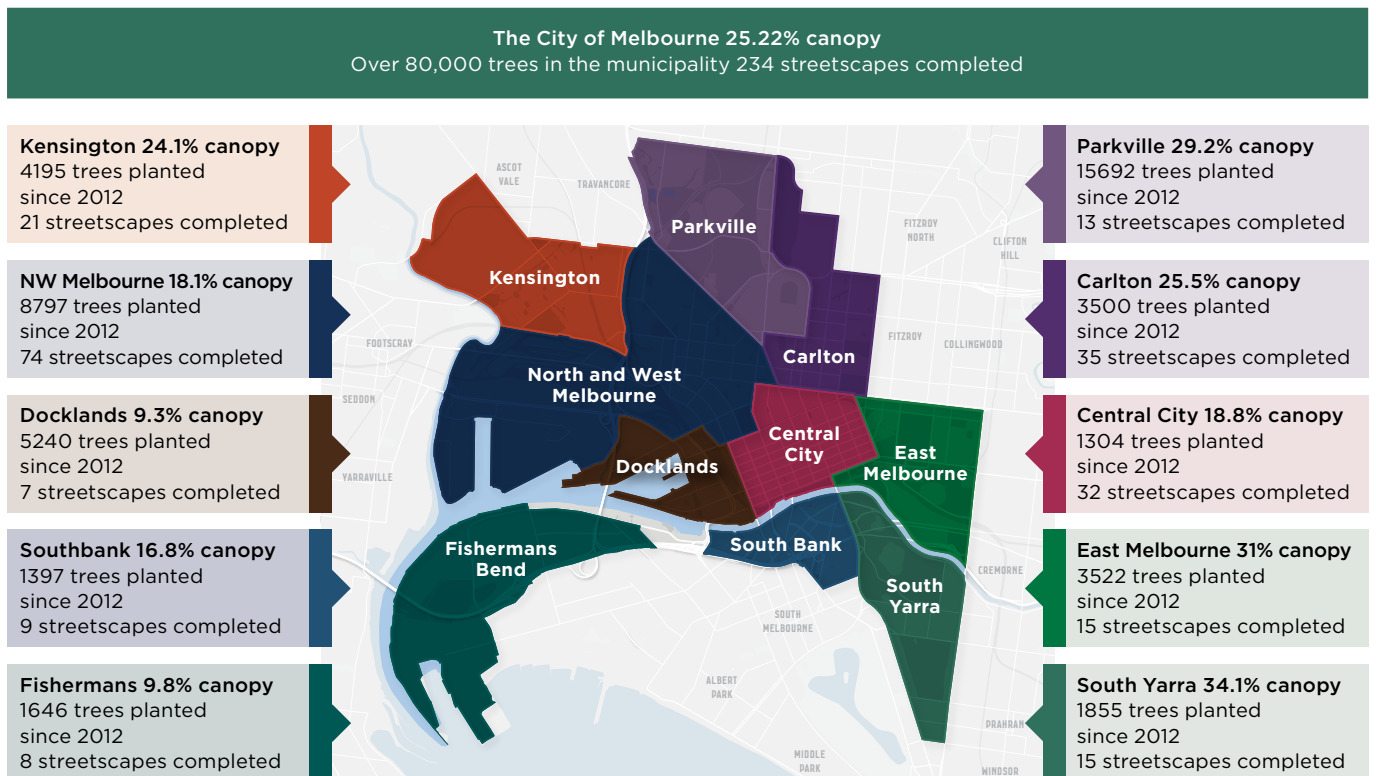 The City of Melbourne 25.22% canopy
Over 80,000 trees in the municipality 234 streetscapes completed
Kensington 24.1% canopy
4195 trees planted
since 2012
21 streetscapes completed
NW Melbourne 18.1% canopy
8797 trees planted
since 2012
74 streetscapes completed
Docklands 9.3% canopy
5240 trees planted
since 2012
7 streetscapes completed
Southbank 16.8% canopy
1397 trees planted
since 2012
9 streetscapes completed
Fishermans 9.8% canopy
1646 trees planted
since 2012
8 streetscapes completed
ASCOT
VALE
TRAVANCORE
Parkville
FITZROY
NORTH
CLIFTON
HILL
Kensington
FOOTSCRAY
FITZROY
COLLINGWOOD
Carlton
North and West
Melbourne
SEDDON
Central
City
East
Melbourne
Docklands
YARRAVILLE
Fishermans
Bend
South Bank
CREMORNE
South
Yarra
SOUTH
MELBOURNE
ALBERT
PARK
PRAHRAN
MIDDLE
PARK
WINDSOR
Parkville 29.2% canopy
15692 trees planted
since 2012
13 streetscapes completed
Carlton 25.5% canopy
3500 trees planted
since 2012
35 streetscapes completed
Central City 18.8% canopy
1304 trees planted
since 2012
32 streetscapes completed
East Melbourne 31% canopy
3522 trees planted
since 2012
15 streetscapes completed
South Yarra 34.1% canopy
1855 trees planted
since 2012
15 streetscapes completed